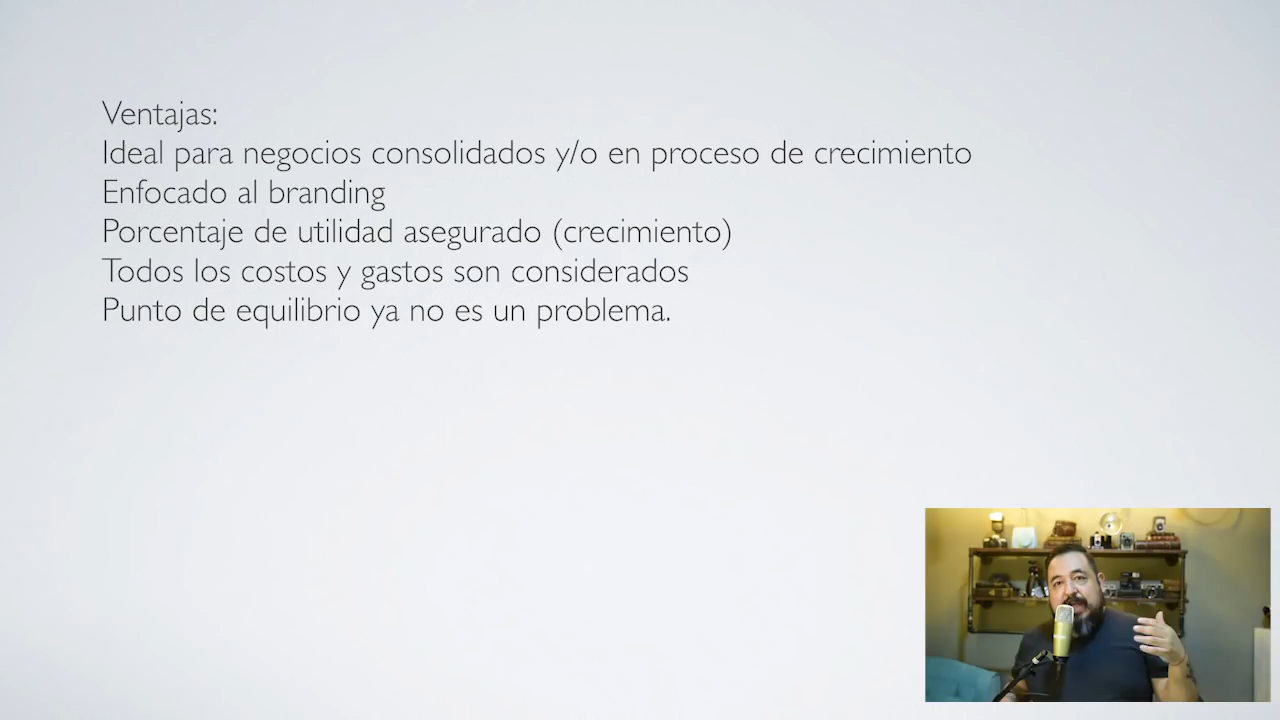 Ventajas:
Ideal para negocios consolidados y/o en proceso de crecimiento
Enfocado al branding
Porcentaje de utilidad asegurado (crecimiento)
Todos los costos y gastos son considerados
Punto de equilibrio ya no es un problema.